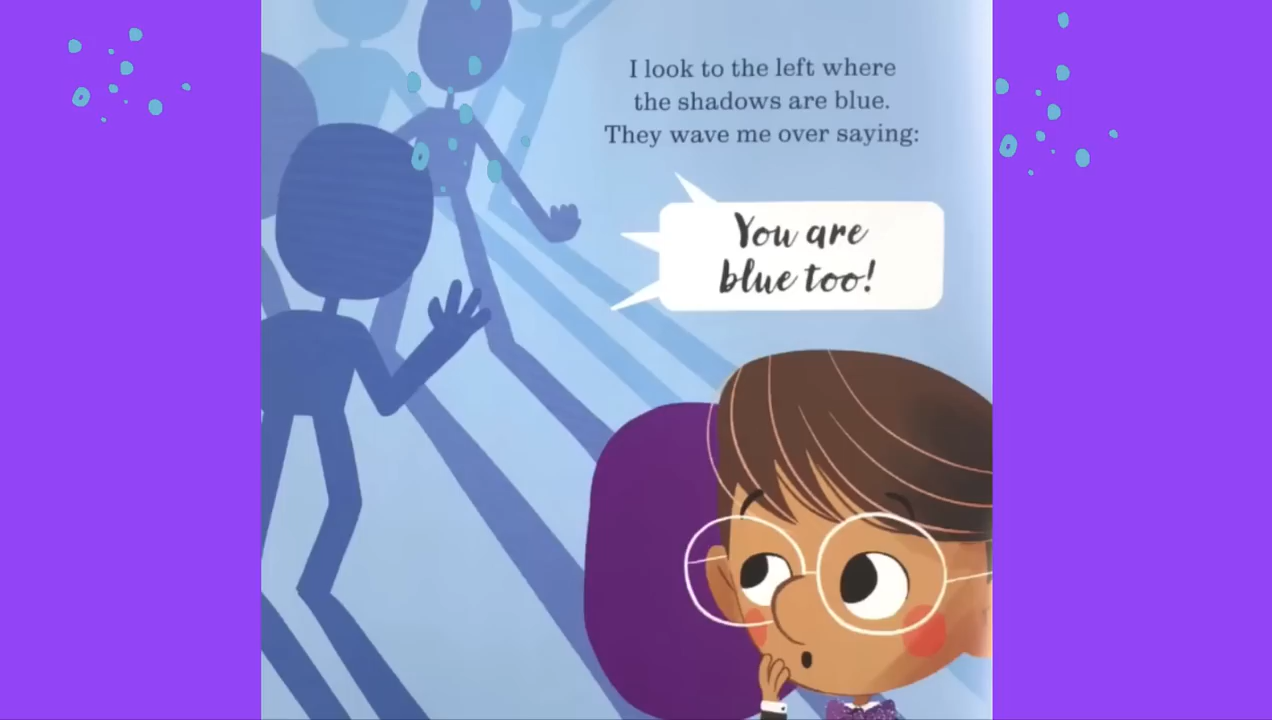 I look to the left where
the shadows are blue.
They wave me over saying:
You are
blue too!